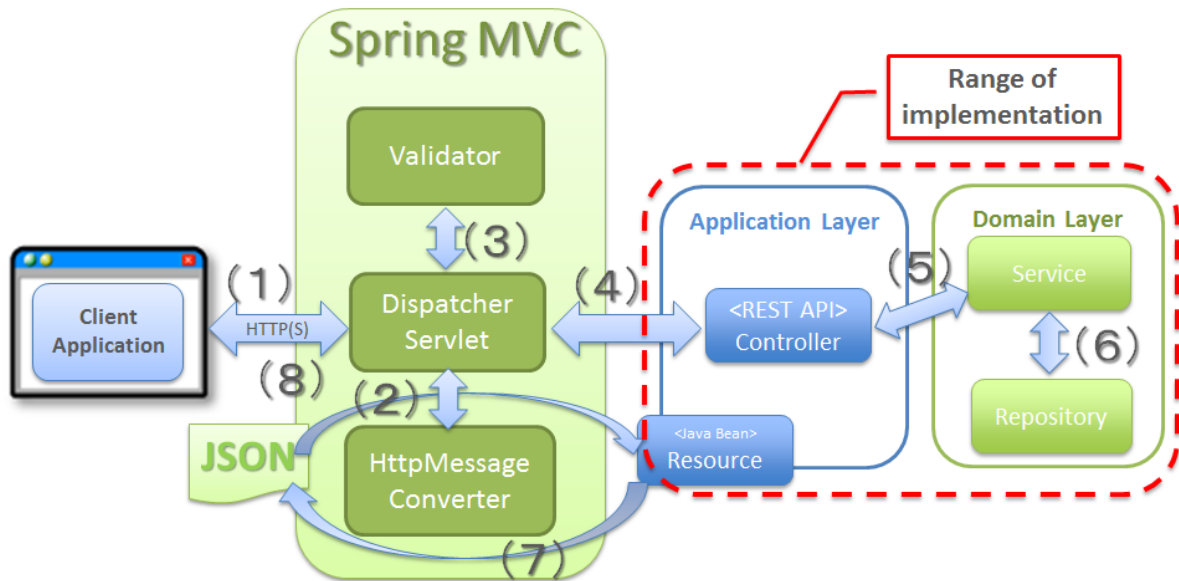 Spring MVC
Range of
implementation
Validator
(3)
Application Layer
Domain Layer
(1)
Client
Application
HTTP(S)
(8)
Dispatcher
Servlet
(4)
<REST API>
Controller
(5)
Service
(6)
Repository
(2)
JSON
HttpMessage
Converter
<Java Bean>
Resource
(7)